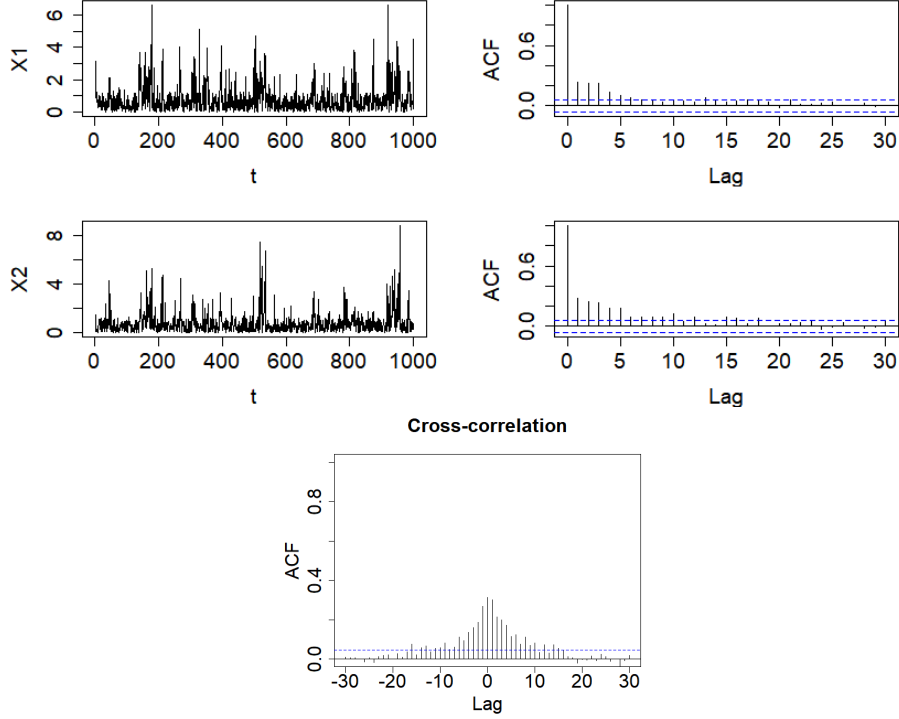 X1
0 2 4 6
0 200 400 600 800 1000
t
ACF
0.0 0.6
0 5 10 15 20 25 30
Lag
X2
0 4 8
0 200 400 600 800 1000
t
ACF
0.0 0.6
0 5 10 15 20 25 30
Lag
Cross-correlation
ACF
0.0 0.4 0.8
-30 -20 -10 0 10 20 30
Lag